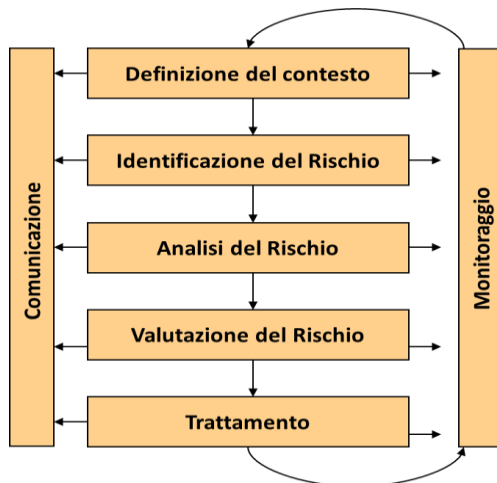 Definizione del contesto
Identificazione del Rischio
Analisi del Rischio
Valutazione del Rischio
Trattamento
Comunicazione
Monitoraggio